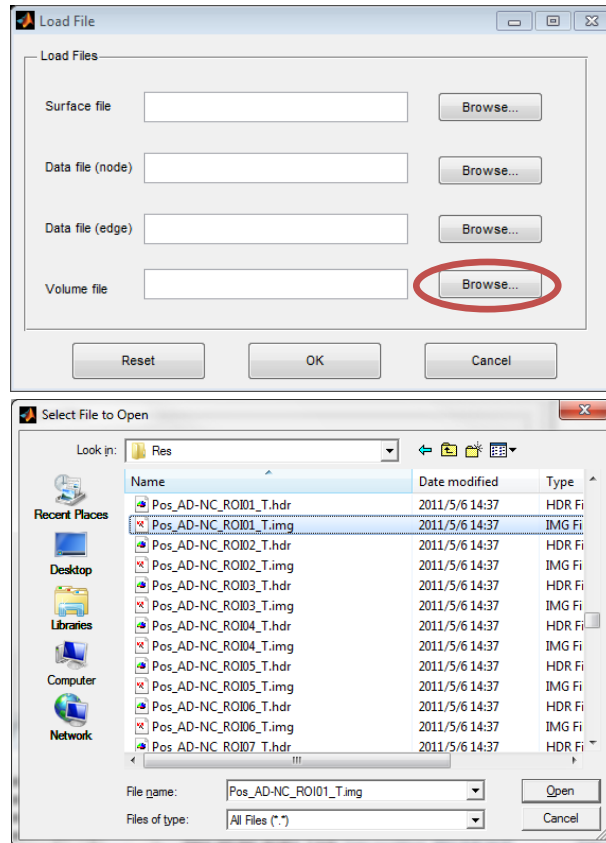 Load File
Load Files
Surface file Browse...
Data file (node) Browse...
Data file (edge) Browse...
Volume file Browse...
Reset OK Cancel
Select File to Open
Look in: Res
Name Date modified Type
Pos_AD-NC_ROI01_T.hdr 2011/5/6 14:37 HDR Fi
Pos_AD-NC_ROI01_T.img 2011/5/6 14:37 IMG Fi
Pos_AD-NC_ROI02_T.hdr 2011/5/6 14:37 HDR Fi
Pos_AD-NC_ROI02_T.img 2011/5/6 14:37 IMG Fi
Pos_AD-NC_ROI03_T.hdr 2011/5/6 14:37 HDR Fi
Pos_AD-NC_ROI03_T.img 2011/5/6 14:37 IMG Fi
Pos_AD-NC_ROI04_T.hdr 2011/5/6 14:37 HDR Fi
Pos_AD-NC_ROI04_T.img 2011/5/6 14:37 IMG Fi
Pos_AD-NC_ROI05_T.hdr 2011/5/6 14:37 HDR Fi
Pos_AD-NC_ROI05_T.img 2011/5/6 14:37 IMG Fi
Pos_AD-NC_ROI06_T.hdr 2011/5/6 14:37 HDR Fi
Pos_AD-NC_ROI06_T.img 2011/5/6 14:37 IMG Fi
Pos_AD-NC_ROI07_T.hdr 2011/5/6 14:37 HDR Fi
Recent Places
Desktop
Libraries
Computer
Network
File name: Pos_AD-NC_ROI01_T.img Open
Files of type: All Files (*.*) Cancel